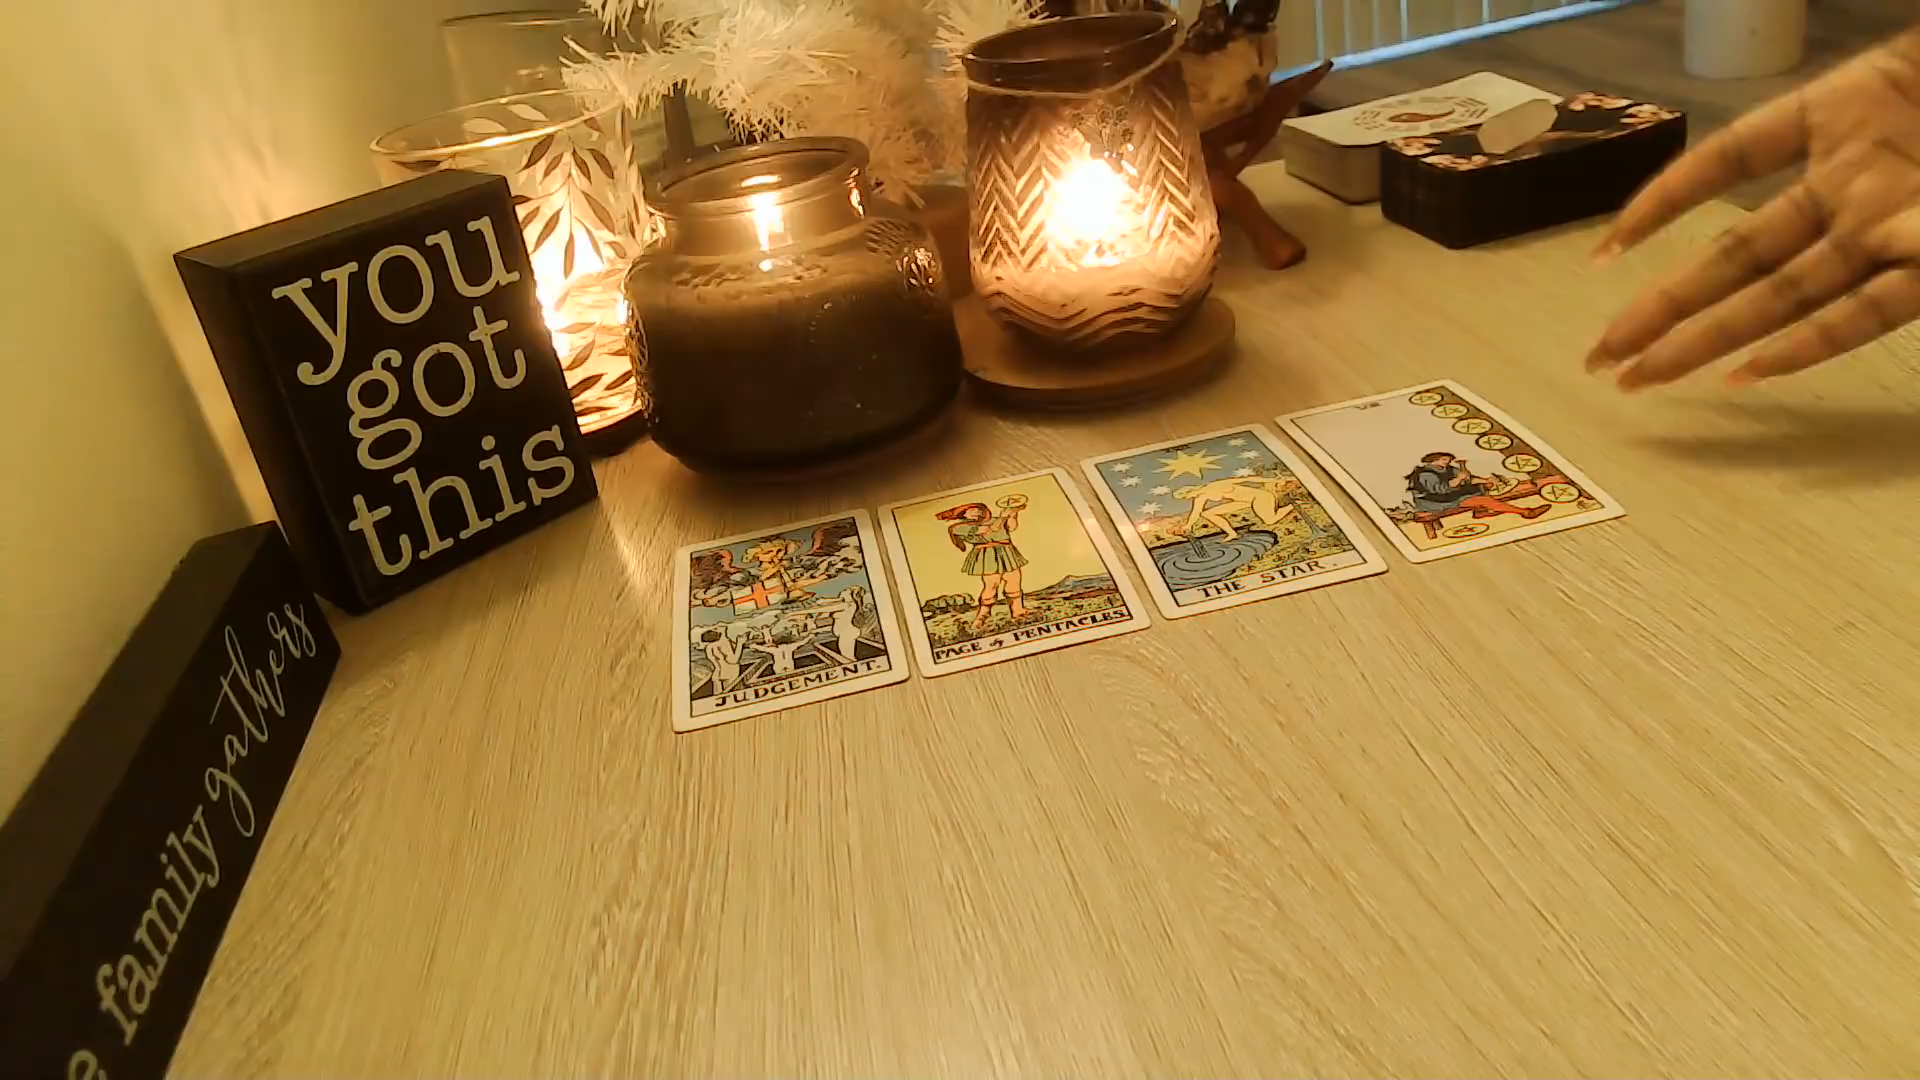 you
got
this
e family gathers
JUDGEMENT.
PAGE of PENTACLES
THE STAR.